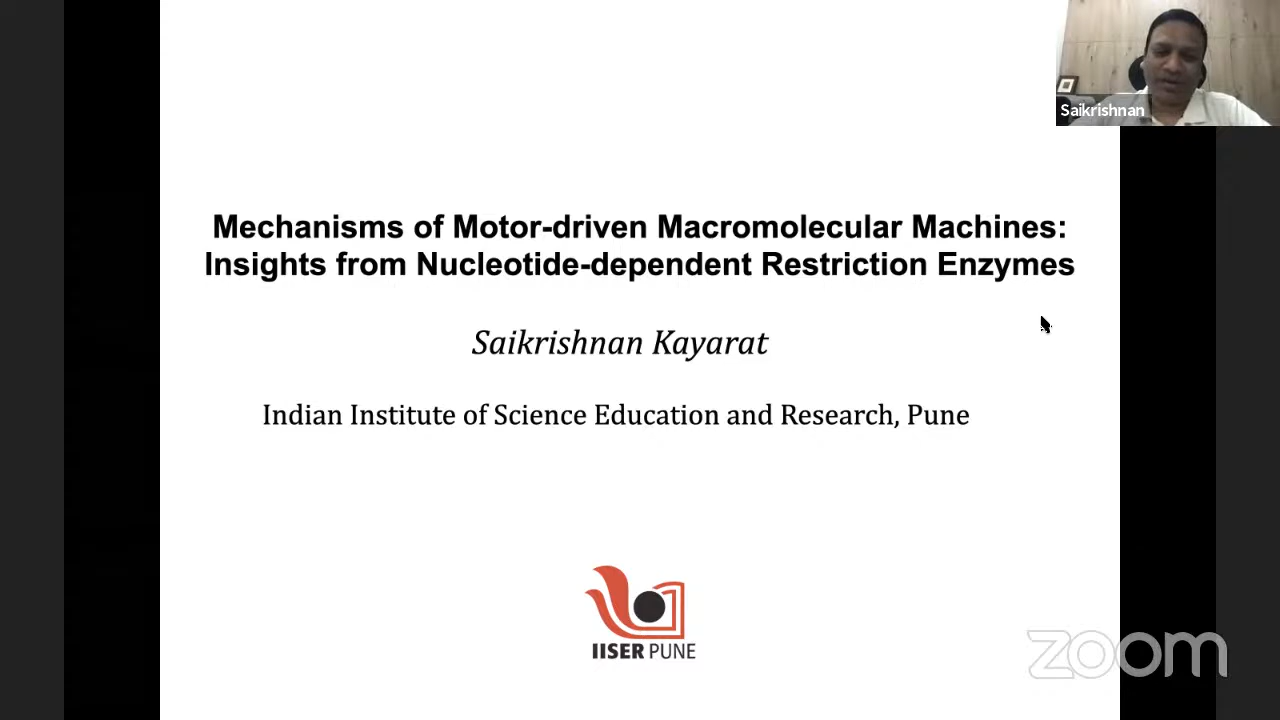 Saikrishnan
Mechanisms of Motor-driven Macromolecular Machines:
Insights from Nucleotide-dependent Restriction Enzymes
Saikrishnan Kayarat
Indian Institute of Science Education and Research, Pune
IISER PUNE
zoom